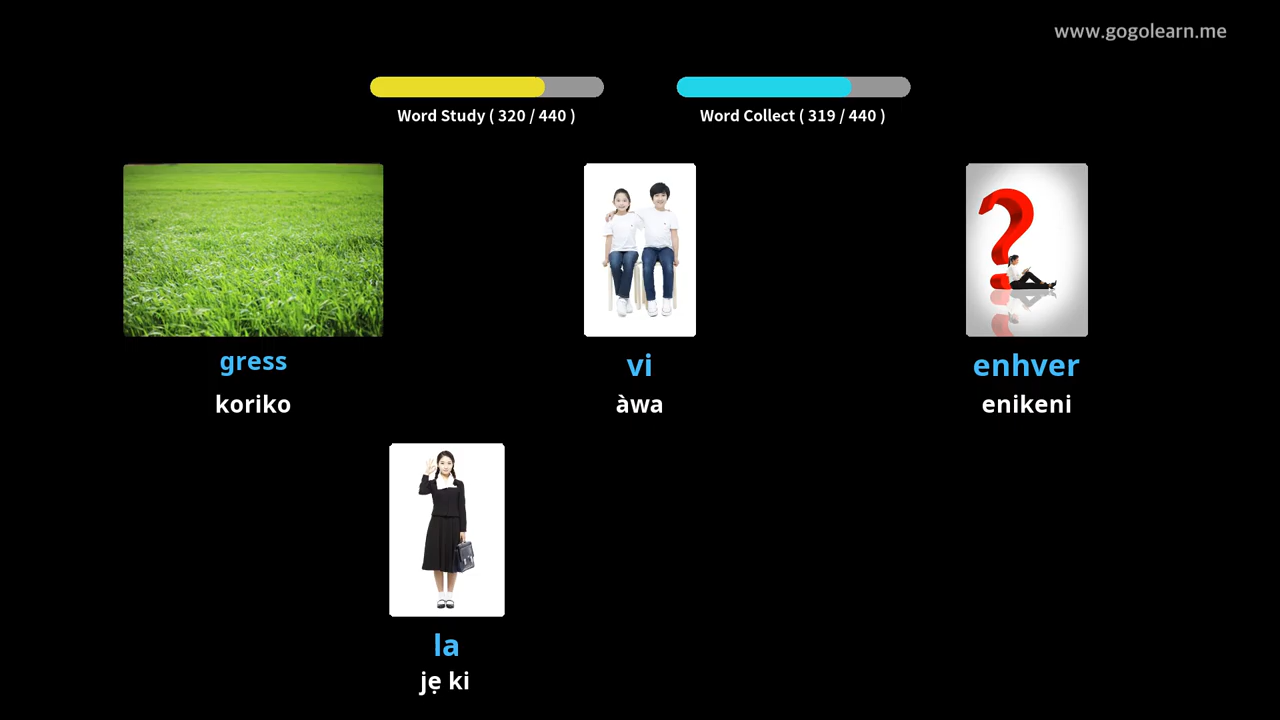 www.gogolearn.me
Word Study ( 320 / 440 )
Word Collect ( 319 / 440 )
gress
koriko
vi
àwa
enhver
enikeni
la
jẹ ki